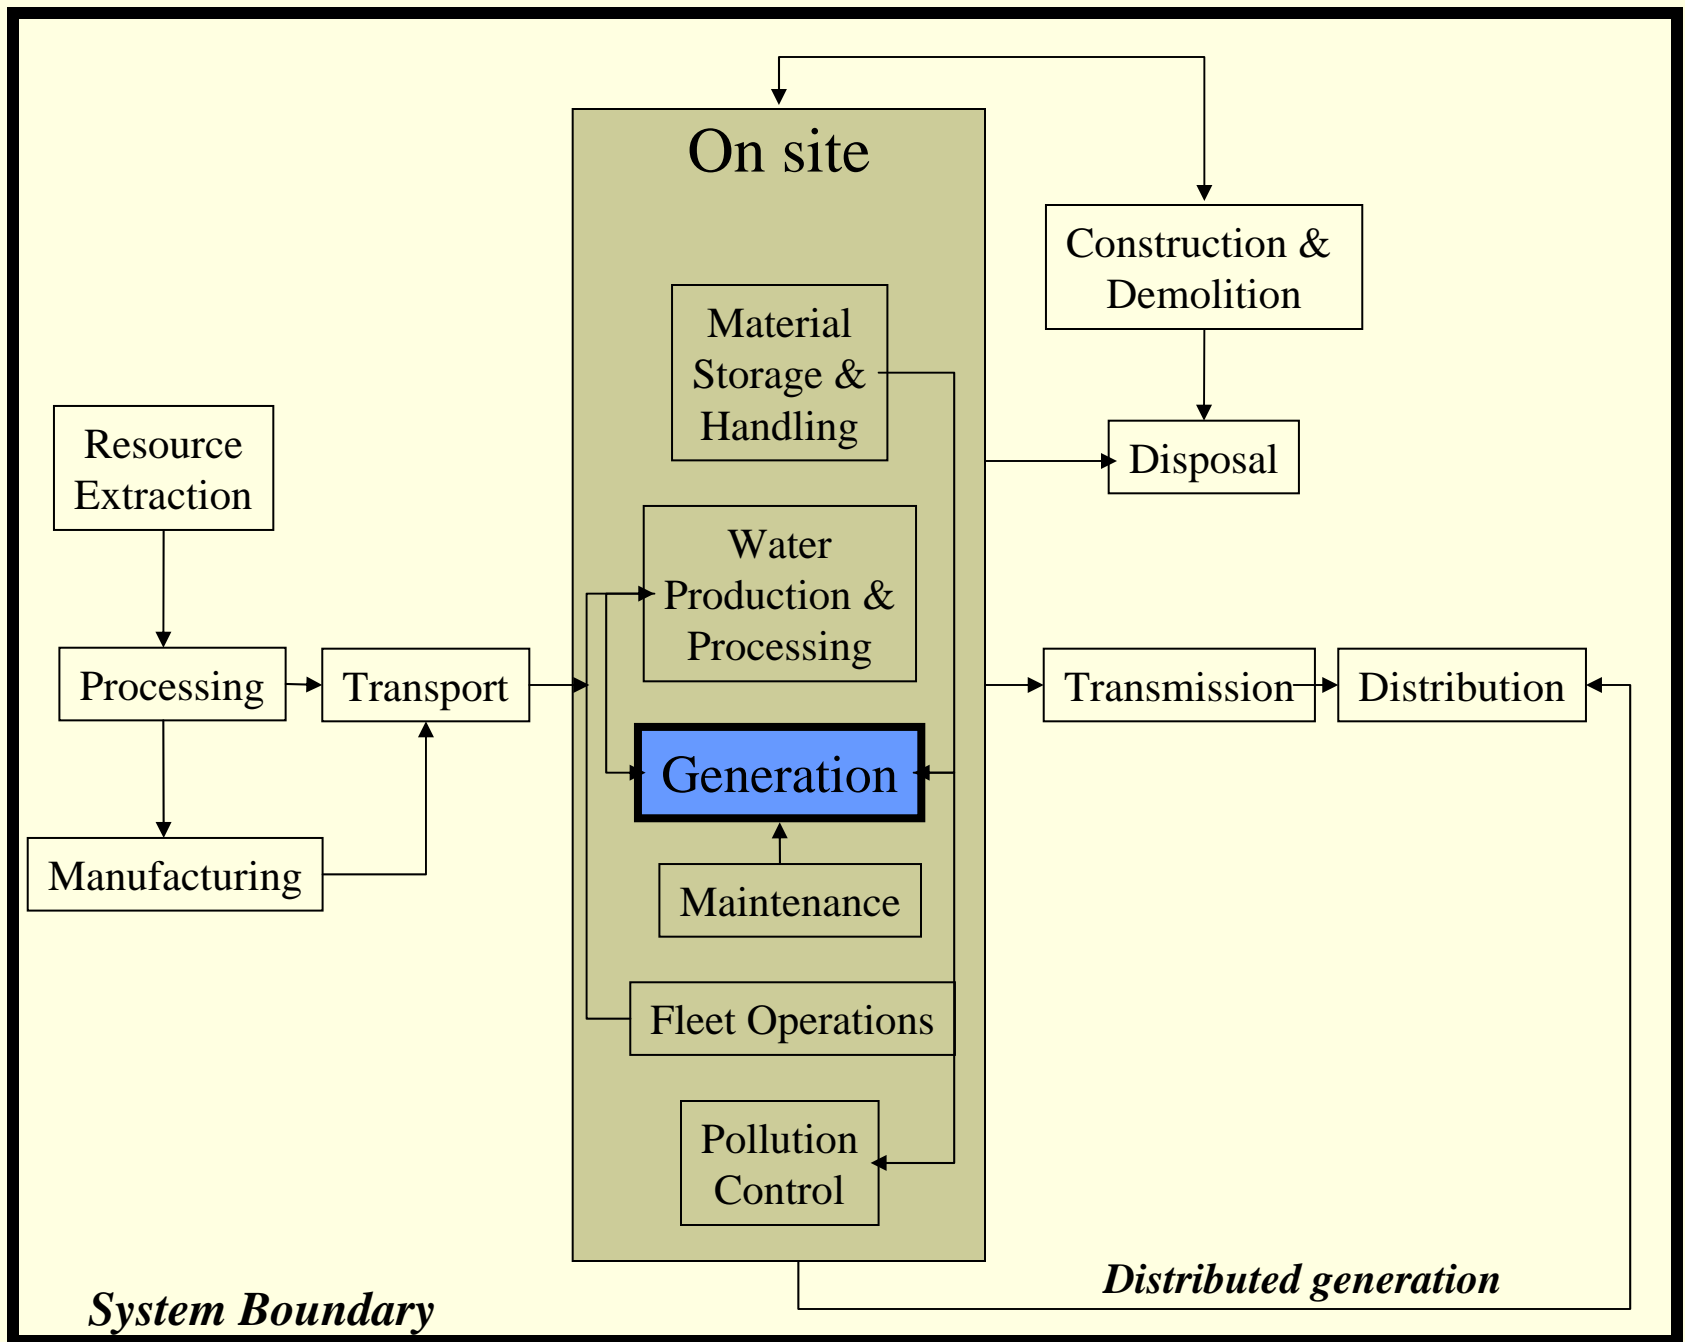 On site
Construction &
Demolition
Material
Storage &
Handling
Resource
Extraction
Disposal
Water
Production &
Processing
Processing
Transport
Transmission
Distribution
Generation
Manufacturing
Maintenance
Fleet Operations
Pollution
Control
Distributed generation
System Boundary